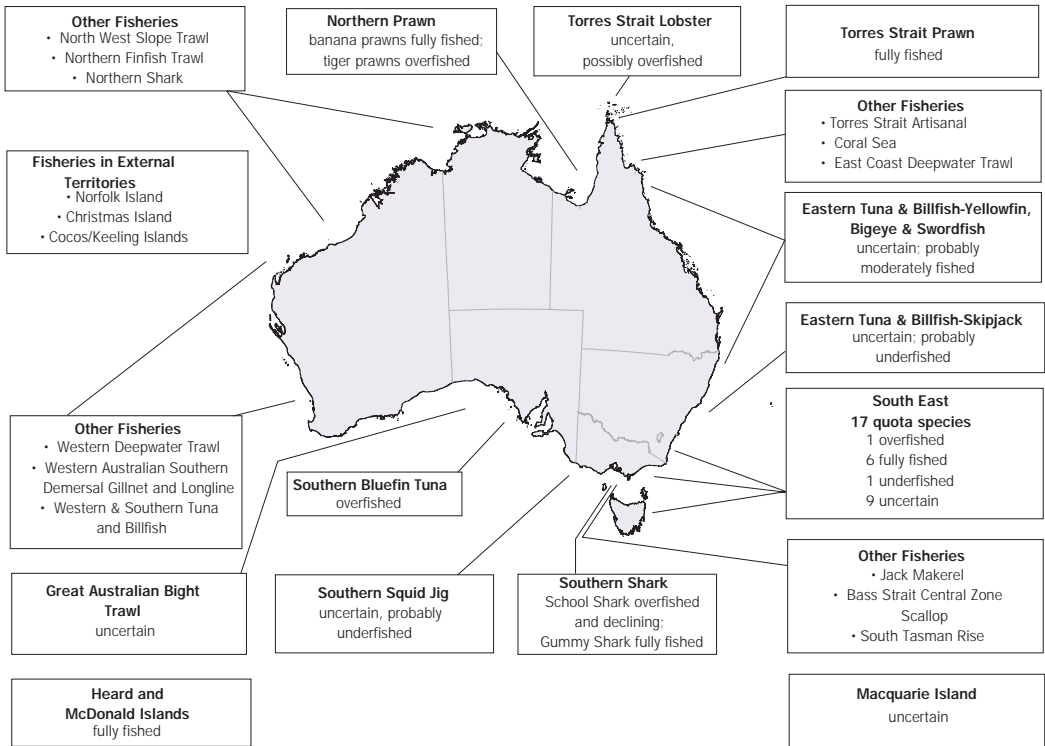 Other Fisheries
• North West Slope Trawl
• Northern Finfish Trawl
• Northern Shark
Northern Prawn
banana prawns fully fished;
tiger prawns overfished
Torres Strait Lobster
uncertain,
possibly overfished
Torres Strait Prawn
fully fished
Other Fisheries
• Torres Strait Artisanal
• Coral Sea
• East Coast Deepwater Trawl
Fisheries in External
Territories
• Norfolk Island
• Christmas Island
• Cocos/Keeling Islands
Eastern Tuna & Billfish-Yellowfin,
Bigeye & Swordfish
uncertain; probably
moderately fished
Eastern Tuna & Billfish-Skipjack
uncertain; probably
underfished
South East
17 quota species
1 overfished
6 fully fished
1 underfished
9 uncertain
Other Fisheries
• Western Deepwater Trawl
• Western Australian Southern
Demersal Gillnet and Longline
• Western & Southern Tuna
and Billfish
Southern Bluefin Tuna
overfished
Great Australian Bight
Trawl
uncertain
Southern Squid Jig
uncertain, probably
underfished
Southern Shark
School Shark overfished
and declining;
Gummy Shark fully fished
Other Fisheries
• Jack Makerel
• Bass Strait Central Zone
Scallop
• South Tasman Rise
Heard and
McDonald Islands
fully fished
Macquarie Island
uncertain